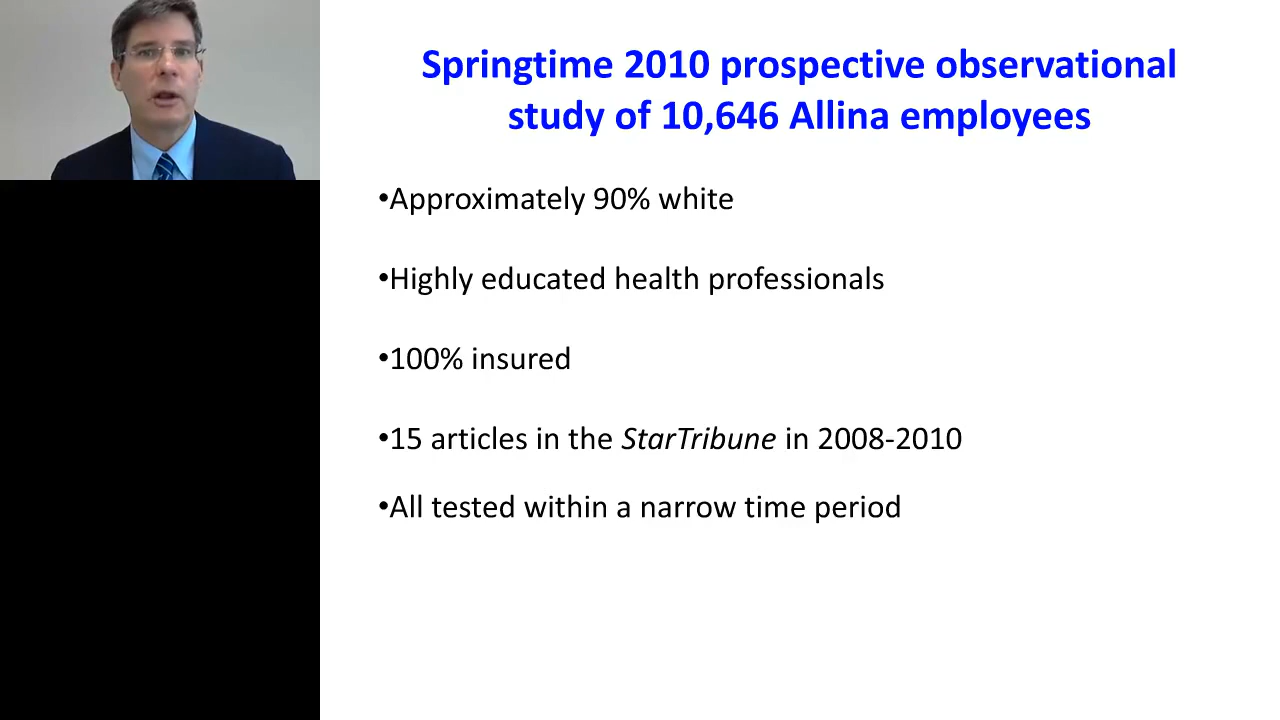 Springtime 2010 prospective observational
study of 10,646 Allina employees
•Approximately 90% white
•Highly educated health professionals
•100% insured
•15 articles in the StarTribune in 2008-2010
•All tested within a narrow time period